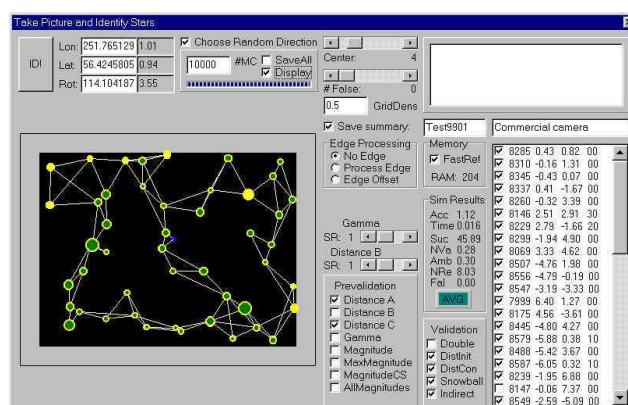 Take Picture and Identify Stars
IDI
Lon: 251.765129 1.01
Lat: 56.4245805 0.94
Rot: 114.104187 3.55
Choose Random Direction
10000 #MC SaveAll
Display
Center: 4
# False: 0
0.5 GridDens
Save summary: Test9901 Commercial camera
Edge Processing
No Edge
Process Edge
Edge Offset
Memory
FastRef
RAM: 204
Gamma
SR: 1
Distance B
SR: 1
Sim Results
Acc 1.12
Time 0.016
Suc 45.89
NVa 0.28
Amb 0.30
NRe 8.03
Fal 0.00
AVG
Prevalidation
Distance A
Distance B
Distance C
Gamma
Magnitude
MaxMagnitude
MagnitudeCS
AllMagnitudes
Validation
Double
DistInit
DistCon
Snowball
Indirect
8285 0.43 0.82 00
8310 -0.16 1.31 00
8345 -0.43 0.07 00
8337 0.41 -1.67 00
8260 -0.32 3.39 00
8146 2.51 2.91 30
8229 2.79 -1.66 20
8299 -1.94 4.90 00
8069 3.33 4.62 00
8507 -4.76 1.98 00
8556 -4.79 -0.19 00
8547 -3.19 -3.33 00
7999 6.40 1.27 00
8175 4.56 -3.61 00
8445 -4.80 4.27 00
8579 -5.88 0.38 10
8488 -5.42 3.67 00
8587 -6.05 0.32 10
8239 -1.95 6.88 00
8147 -0.06 7.37 00
8549 -2.59 -5.09 00